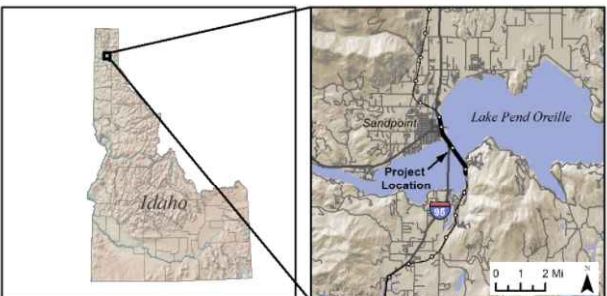 Idaho
Sandpoint
Lake Pend Oreille
Project
Location
95
0 1 2 Mi
N